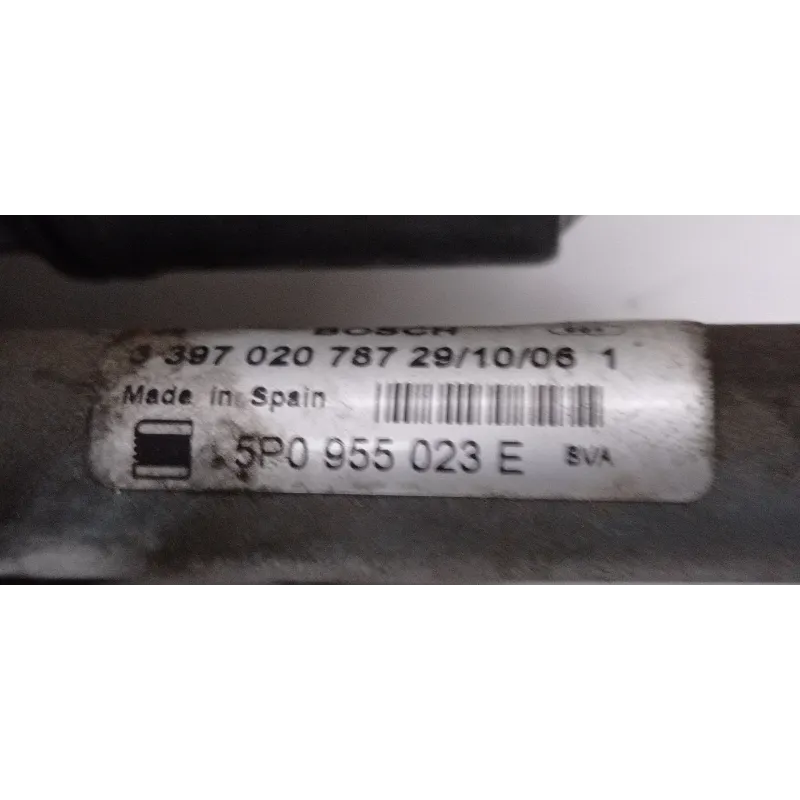 BOSCH
3 397 020 787 29/10/06 1
Made in Spain
5P0 955 023 E SVA